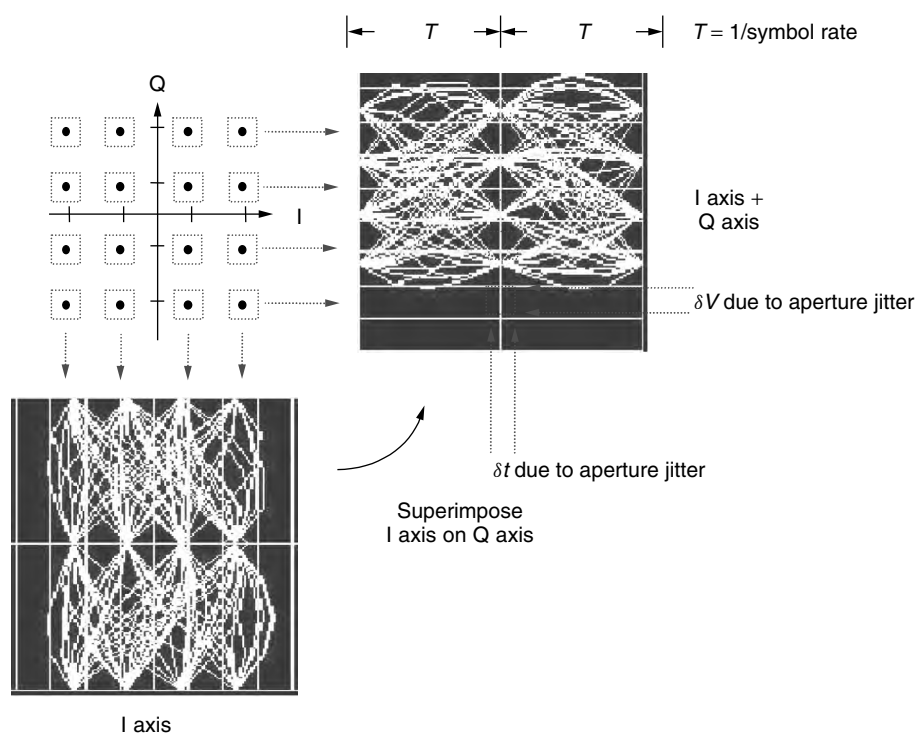 T
T
T = 1/symbol rate
Q
I
I axis +
Q axis
δV due to aperture jitter
δt due to aperture jitter
Superimpose
I axis on Q axis
I axis